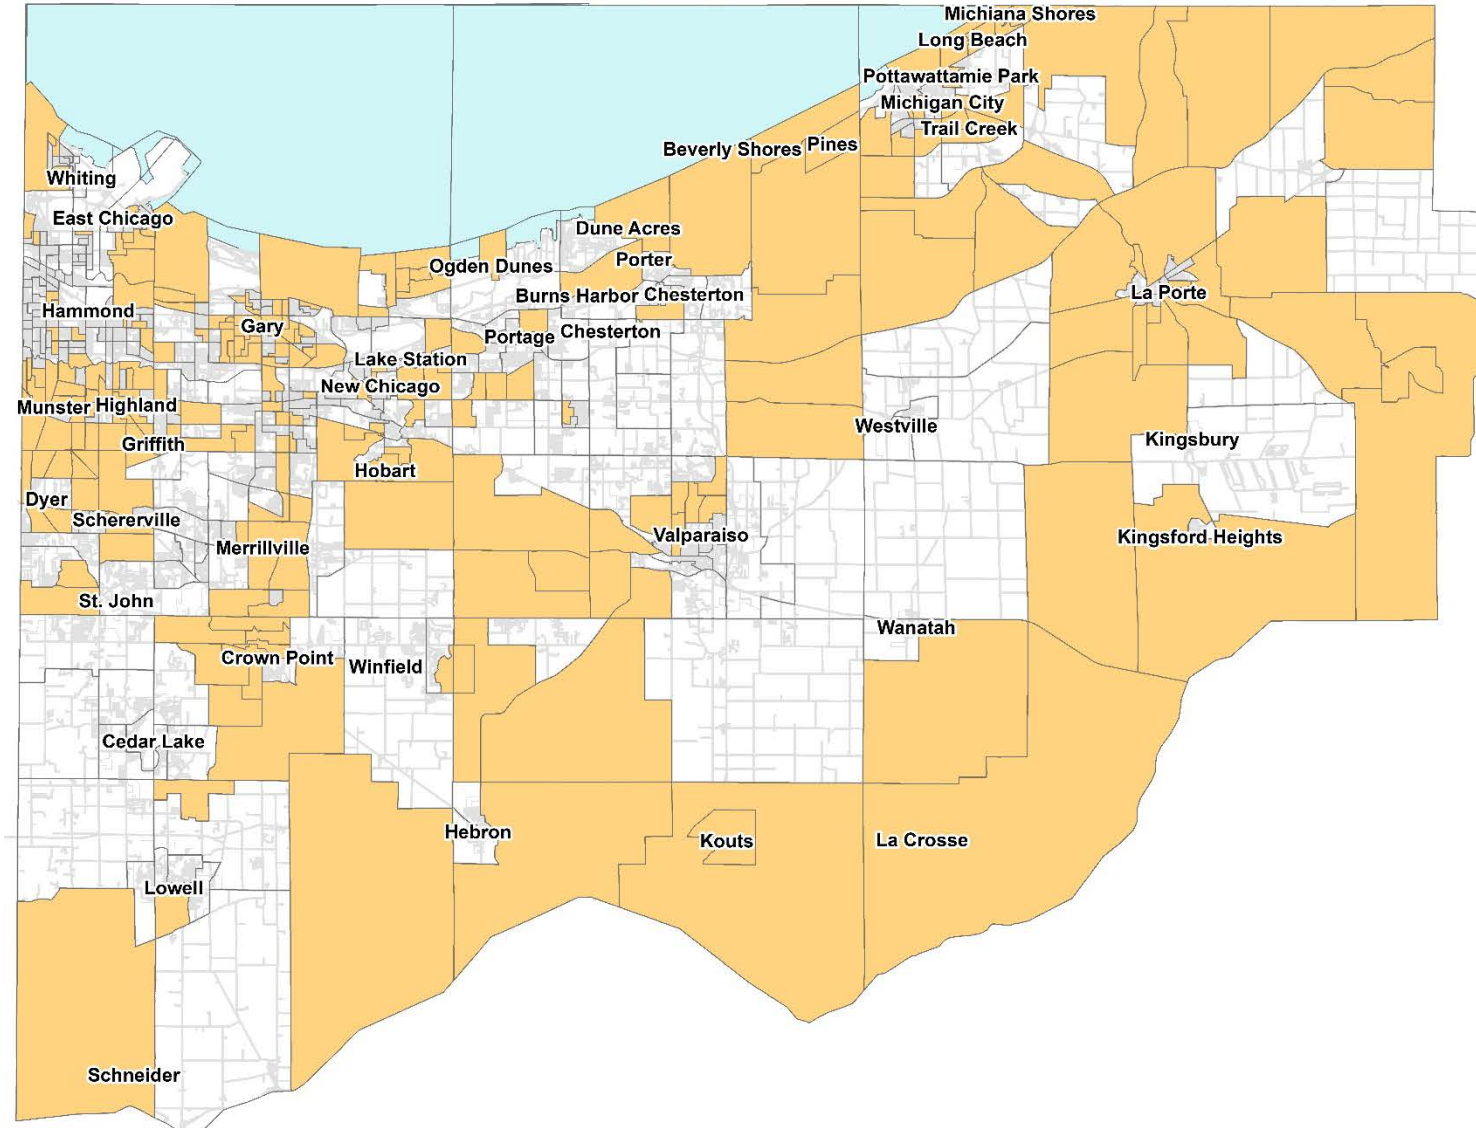 Michiana Shores
Long Beach
Pottawattamie Park
Michigan City
Trail Creek
Beverly Shores
Pines
Whiting
East Chicago
Dune Acres
Porter
Ogden Dunes
Burns Harbor
Chesterton
La Porte
Hammond
Gary
Portage
Chesterton
Lake Station
New Chicago
Munster
Highland
Griffith
Westville
Kingsbury
Hobart
Dyer
Schererville
Valparaiso
Merrillville
Kingsford Heights
St. John
Wanatah
Crown Point
Winfield
Cedar Lake
Hebron
Kouts
La Crosse
Lowell
Schneider